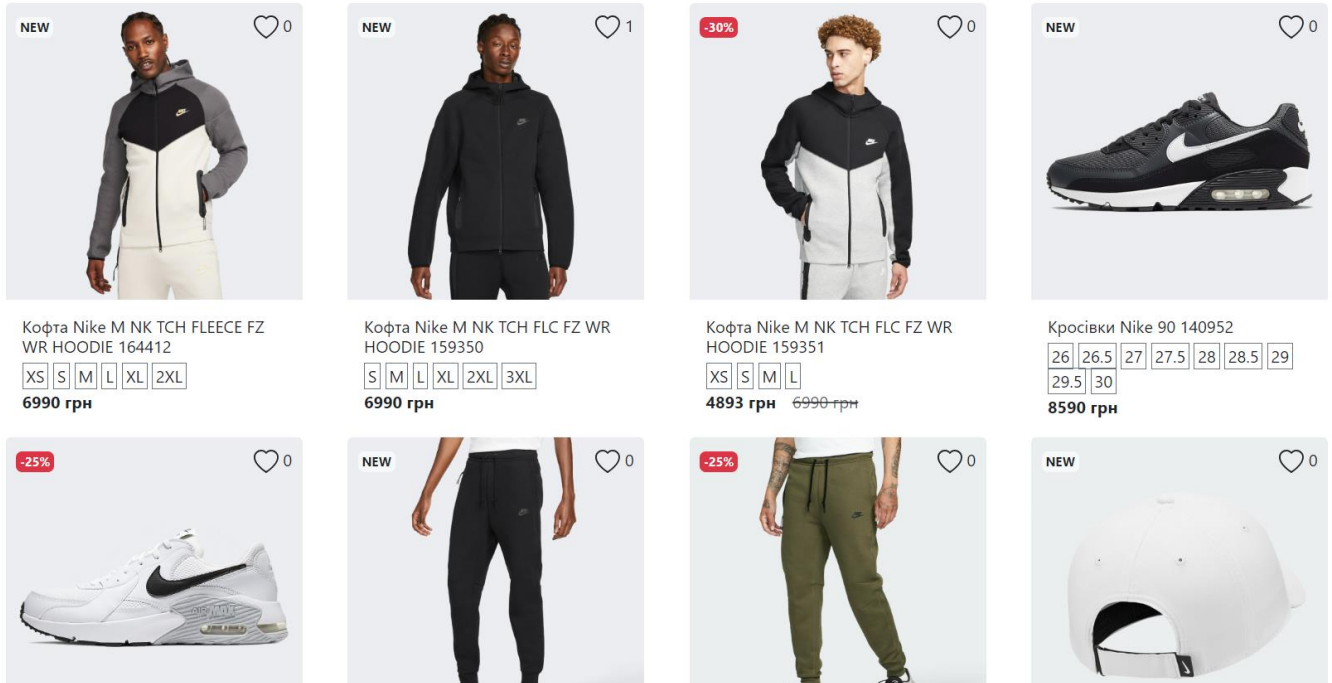 NEW
0
NEW
1
-30%
0
NEW
0
Кофта Nike M NK TCH FLEECE FZ
WR HOODIE 164412
XS S M L XL 2XL
6990 грн
Кофта Nike M NK TCH FLC FZ WR
HOODIE 159350
S M L XL 2XL 3XL
6990 грн
Кофта Nike M NK TCH FLC FZ WR
HOODIE 159351
XS S M L
4893 грн 6990 грн
Кросівки Nike 90 140952
26 26.5 27 27.5 28 28.5 29
29.5 30
8590 грн
-25%
0
NEW
0
-25%
0
NEW
0
AIR MAX